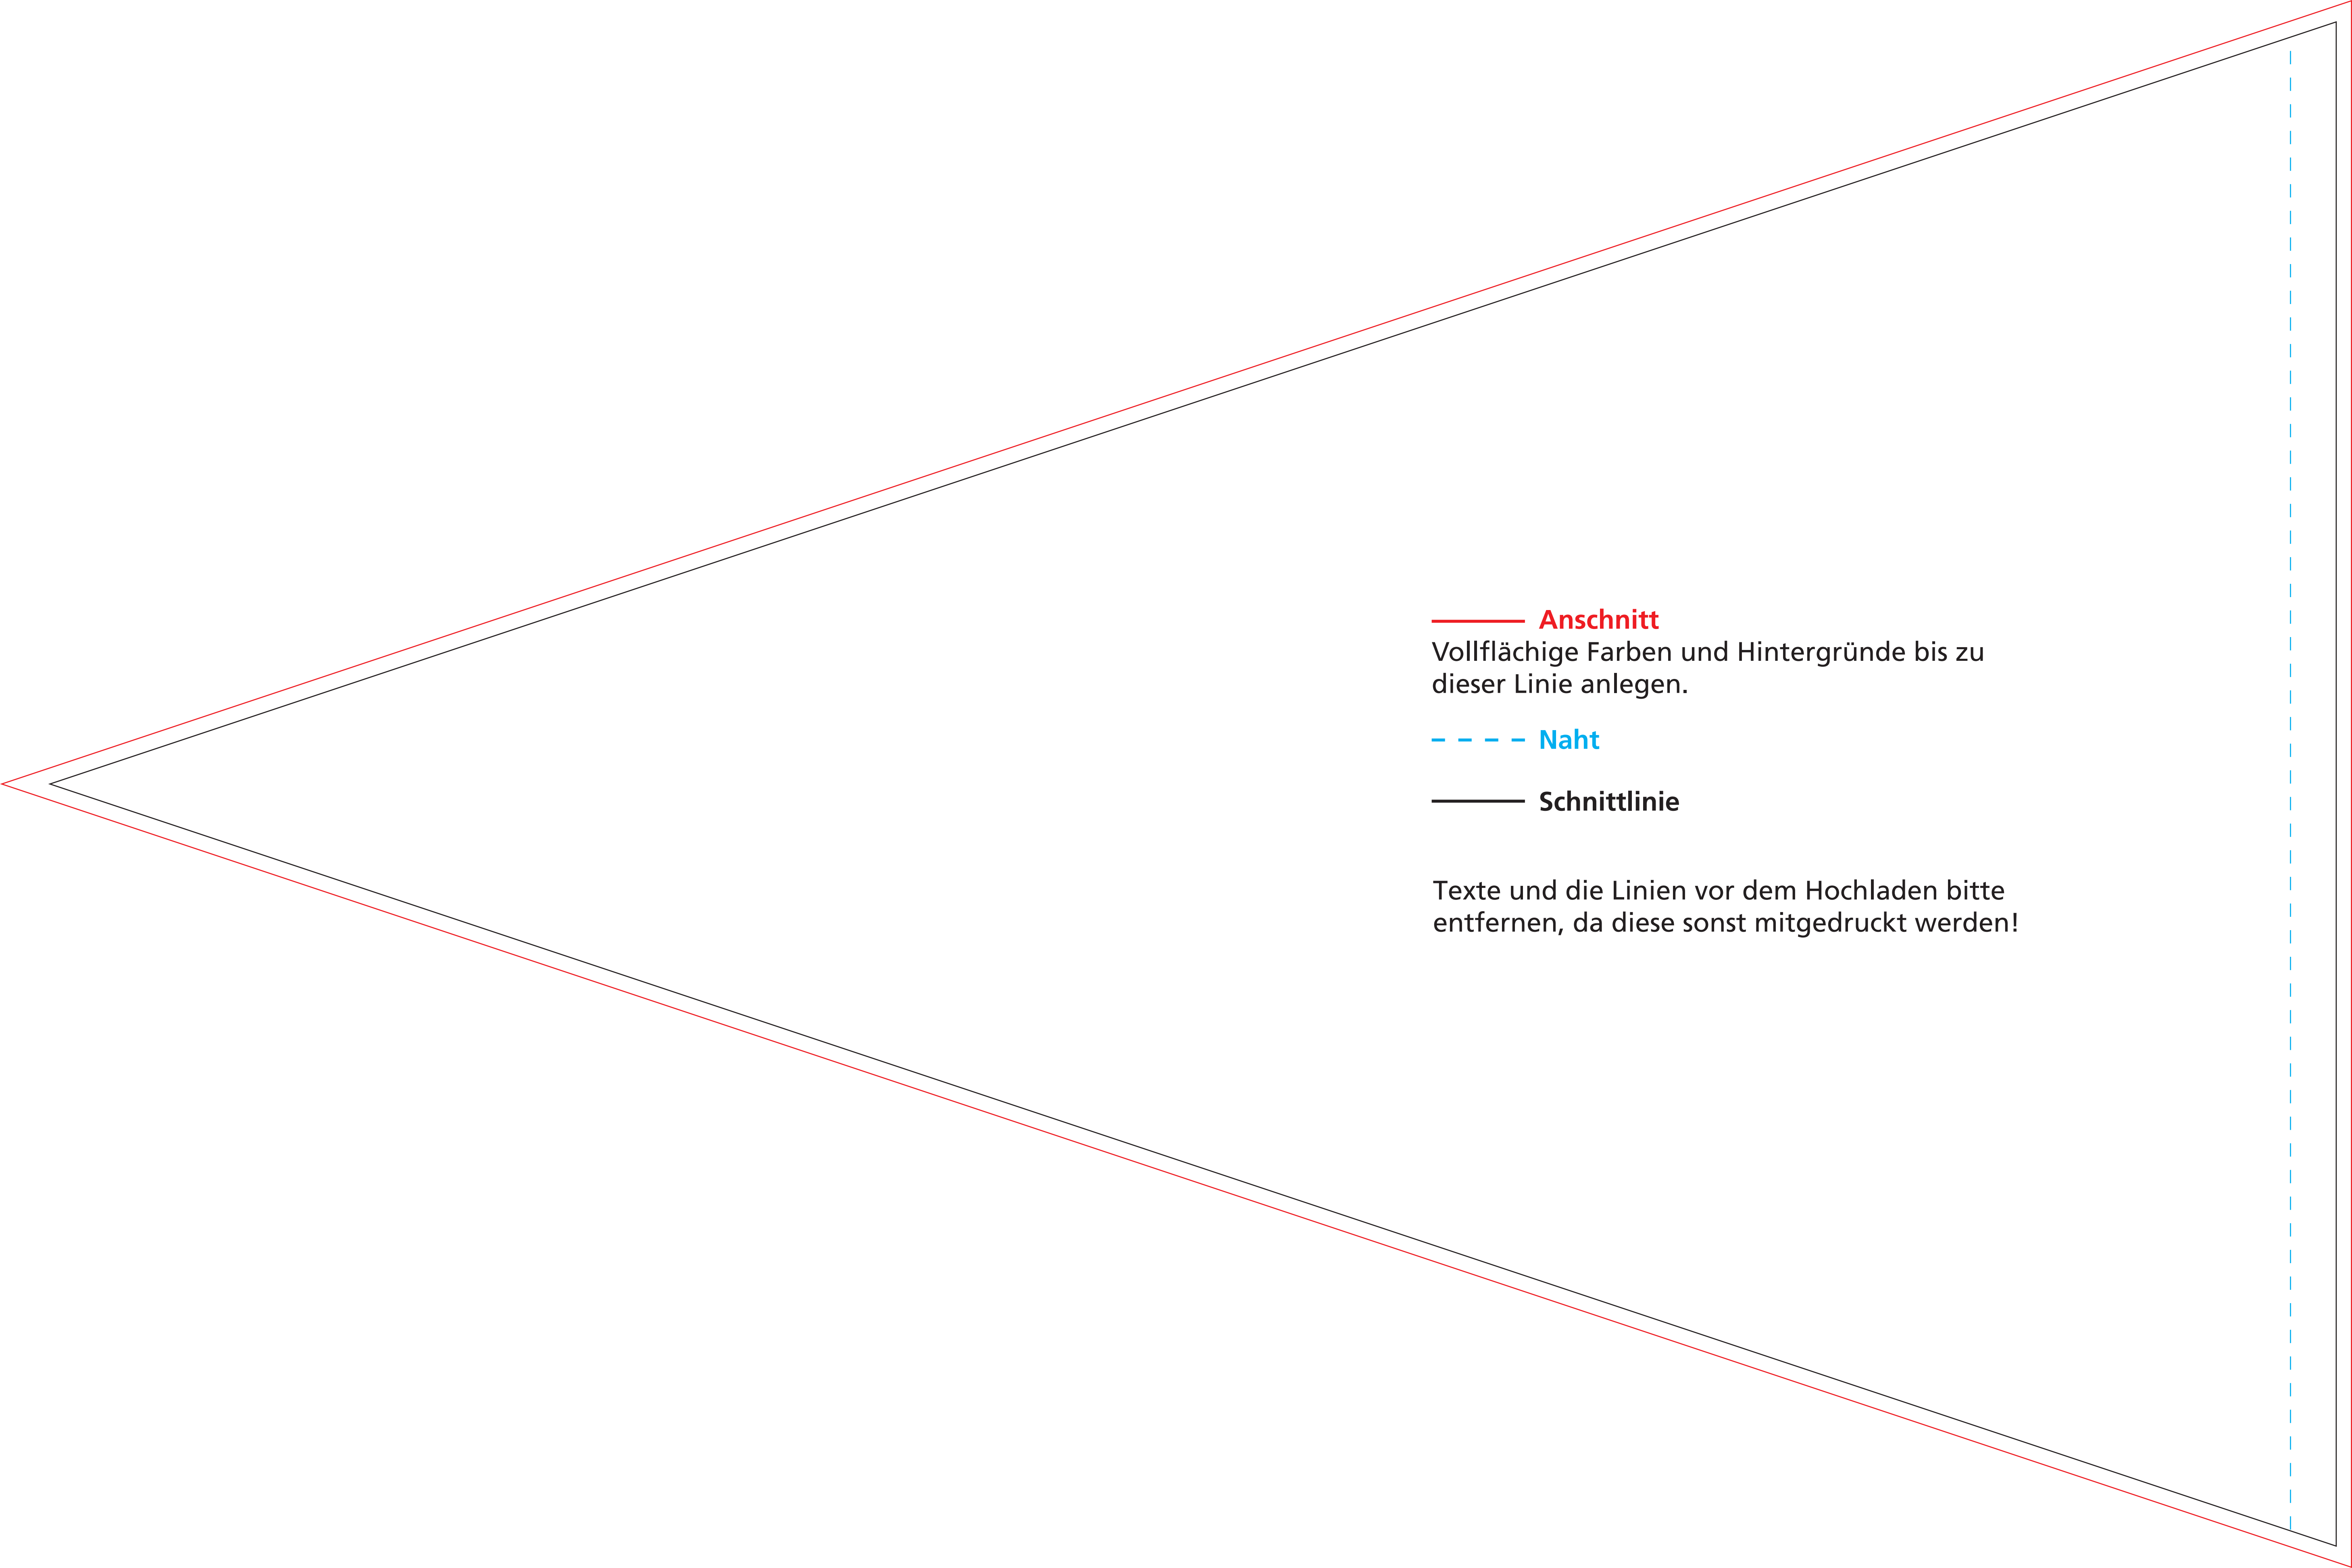 Anschnitt
Vollflächige Farben und Hintergründe bis zu
dieser Linie anlegen.
Naht
Schnittlinie
Texte und die Linien vor dem Hochladen bitte
entfernen, da diese sonst mitgedruckt werden!